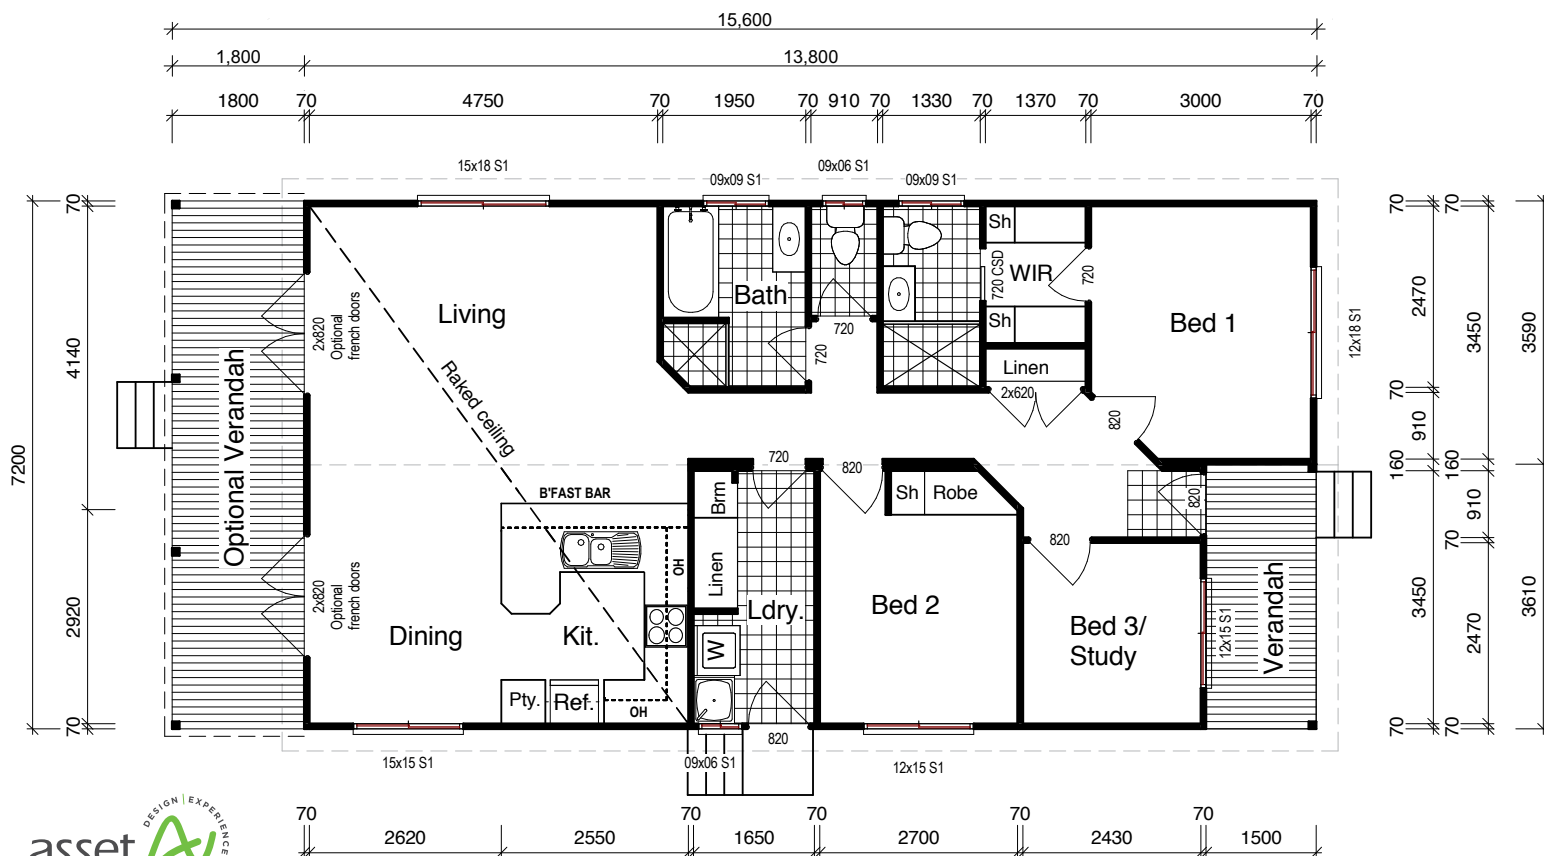 15,600
1,800 13,800
1800 70 4750 70 1950 70 910 70 1330 70 1370 70 3000 70
15x18 S1 09x09 S1 09x06 S1 09x09 S1
Living
Bath
Sh
WIR
Sh
720 CSD
720
Bed 1
12x18 S1
Linen
2x620
820
720
720
2x820
Optional
french doors
Raked ceiling
Optional Verandah
720
820
B'FAST BAR
Brm
Linen
Sh Robe
820
820
OH
2x820
Optional
french doors
Dining
Kit.
Ldry.
W
Bed 2
Bed 3/
Study
12x15 S1
Verandah
Pty. Ref.
OH
820
15x15 S1 09x06 S1 12x15 S1
7200
70
4140
2920
70
70
2470
70
910
160
3450
70
70
3450
160
910
70
2470
70
3590
3610
70 70 70 70 70
2620 2550 1650 2700 2430 1500
asset
DESIGN | EXPERIENCE